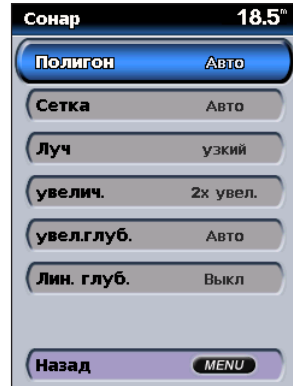 Сонар 18.5m
Полигон Авто
Сетка Авто
Луч узкий
увелич. 2х увел.
увел.глуб. Авто
Лин. глуб. Выкл
Назад MENU